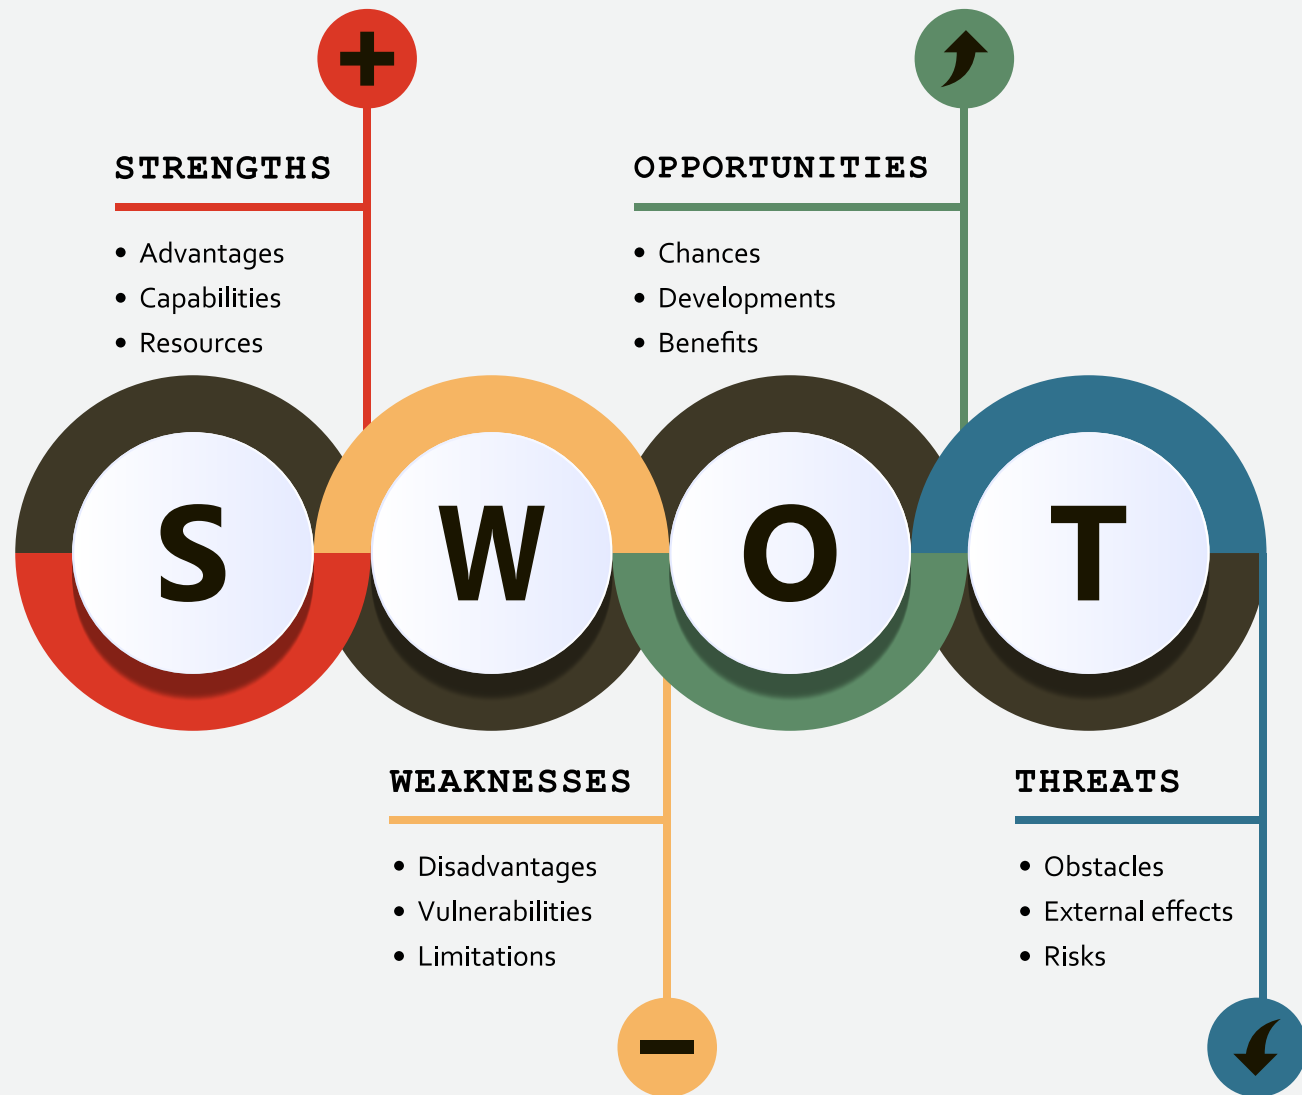 STRENGTHS
• Advantages
• Capabilities
• Resources
OPPORTUNITIES
• Chances
• Developments
• Benefits
S W O T
WEAKNESSES
• Disadvantages
• Vulnerabilities
• Limitations
THREATS
• Obstacles
• External effects
• Risks